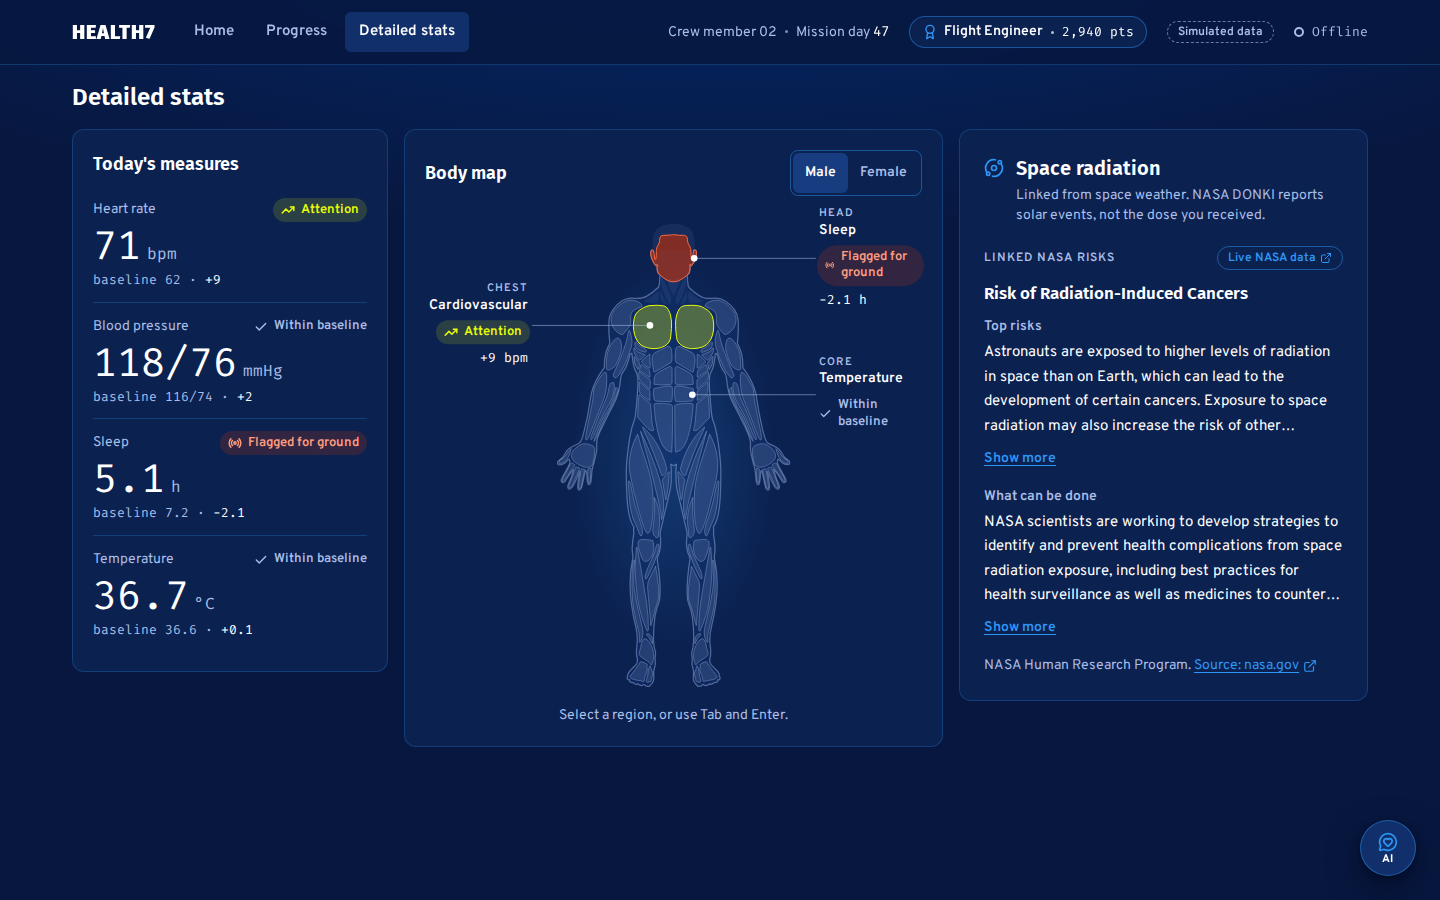 HEALTH7
Home
Progress
Detailed stats
Crew member 02 • Mission day 47
Flight Engineer • 2,940 pts
Simulated data
Offline
Detailed stats
Today's measures
Heart rate
Attention
71 bpm
baseline 62 · +9
Blood pressure
Within baseline
118/76 mmHg
baseline 116/74 · +2
Sleep
Flagged for ground
5.1 h
baseline 7.2 · -2.1
Temperature
Within baseline
36.7 °C
baseline 36.6 · +0.1
Body map
Male
Female
HEAD
Sleep
Flagged for
ground
-2.1 h
CHEST
Cardiovascular
Attention
+9 bpm
CORE
Temperature
Within
baseline
Select a region, or use Tab and Enter.
Space radiation
Linked from space weather. NASA DONKI reports
solar events, not the dose you received.
LINKED NASA RISKS
Live NASA data
Risk of Radiation-Induced Cancers
Top risks
Astronauts are exposed to higher levels of radiation
in space than on Earth, which can lead to the
development of certain cancers. Exposure to space
radiation may also increase the risk of other...
Show more
What can be done
NASA scientists are working to develop strategies to
identify and prevent health complications from space
radiation exposure, including best practices for
health surveillance as well as medicines to counter...
Show more
NASA Human Research Program. Source: nasa.gov
AI